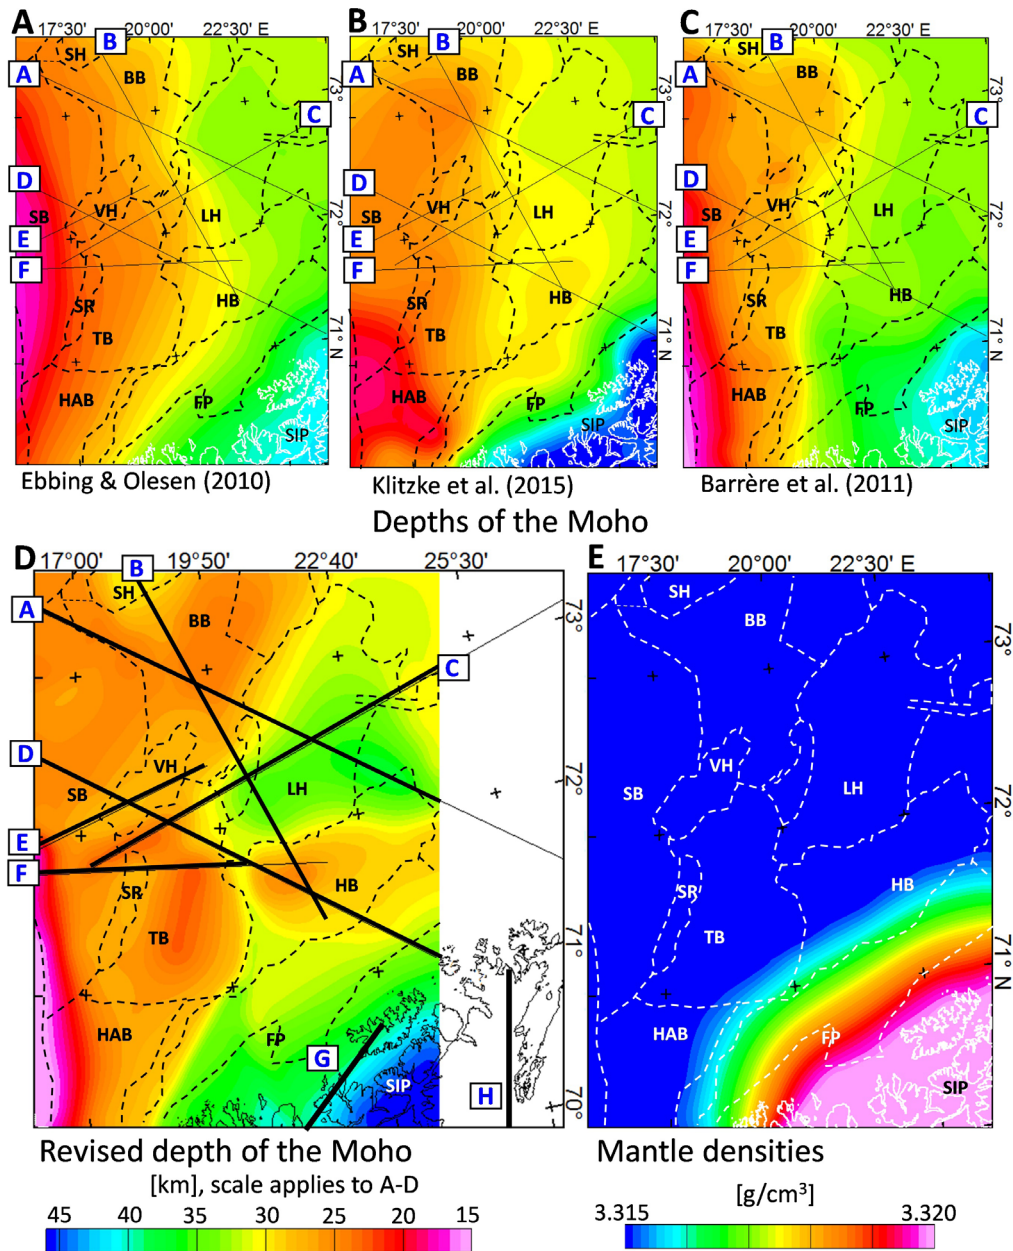 A
17°30'
20°00'
22°30' E
B
SH
BB
A
73°
C
D
SB
VH
LH
72°
E
F
SR
HB
TB
71° N
HAB
FP
SIP
Ebbing & Olesen (2010)
B
17°30'
20°00'
22°30' E
B
SH
BB
A
73°
C
D
SB
VH
LH
72°
E
F
SR
HB
TB
71° N
HAB
FP
SIP
Klitzke et al. (2015)
C
17°30'
20°00'
22°30' E
B
SH
BB
A
73°
C
D
SB
VH
LH
72°
E
F
SR
HB
TB
71° N
HAB
FP
SIP
Barrère et al. (2011)
Depths of the Moho
D
17°00'
19°50'
22°40'
25°30'
B
SH
A
BB
73°
C
D
VH
72°
SB
LH
E
F
SR
HB
TB
71°
HAB
FP
G
SIP
H
70°
Revised depth of the Moho
[km], scale applies to A-D
45 40 35 30 25 20 15
E
17°30'
20°00'
22°30' E
SH
BB
73°
VH
SB
LH
72°
SR
HB
TB
71° N
HAB
FP
SIP
Mantle densities
[g/cm³]
3.315 3.320